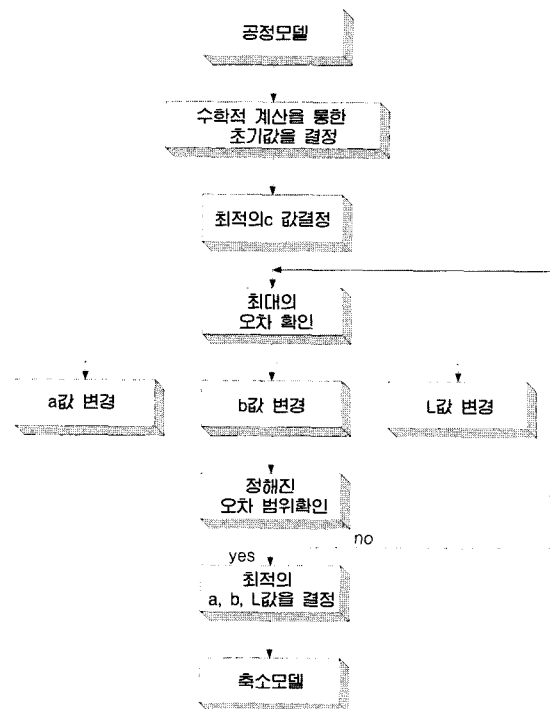 공정모델
수학적 계산을 통한
초기값을 결정
최적의c 값결정
최대의
오차 확인
a값 변경
b값 변경
L값 변경
정해진
오차 범위확인
no
yes
최적의
a, b, L값을 결정
축소모델